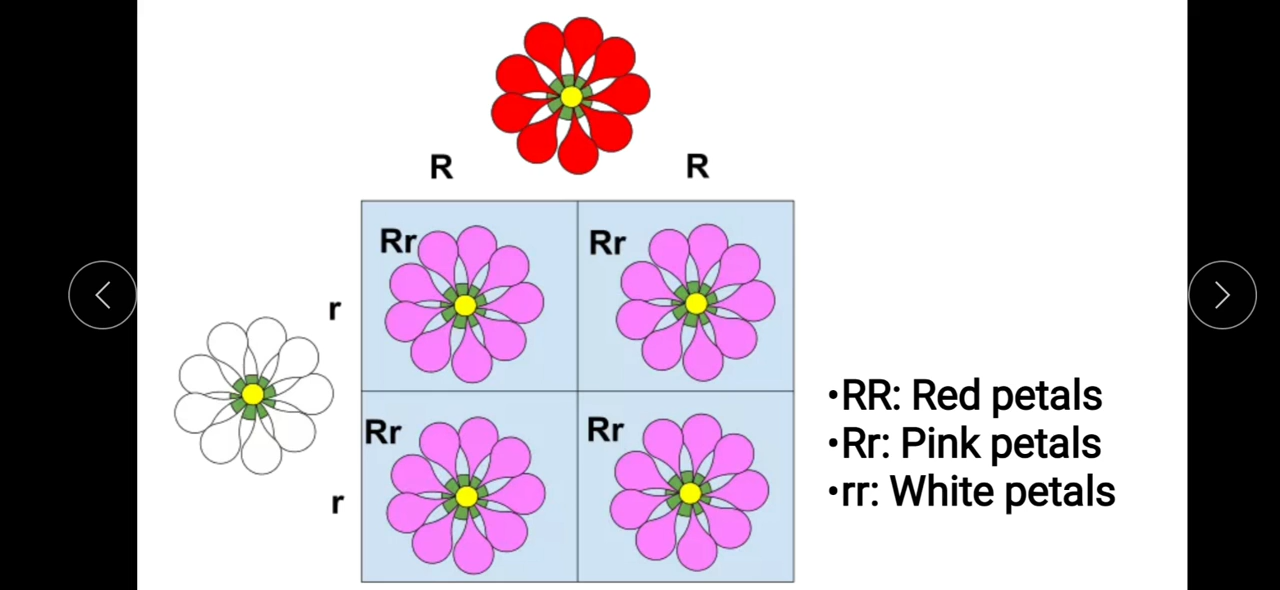 R R
Rr Rr
r
Rr Rr
r
•RR: Red petals
•Rr: Pink petals
•rr: White petals